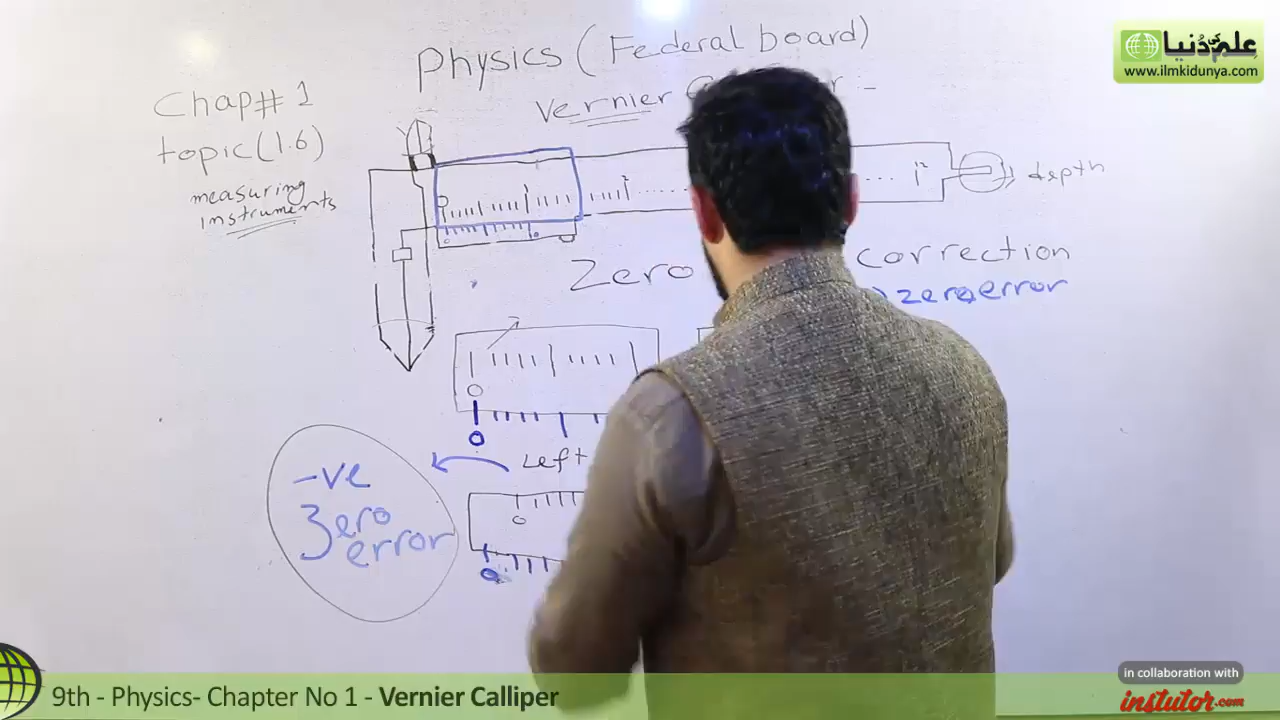 Physics (Federal board)
Vernier
Chap# 1
topic (1.6)
measuring
instruments
depth
Zero
correction
zero error
0
0
Left
-ve
Zero
error
0
0
علم کی دنیا
www.ilmkidunya.com
9th - Physics- Chapter No 1 - Vernier Calliper
in collaboration with
instutor.com